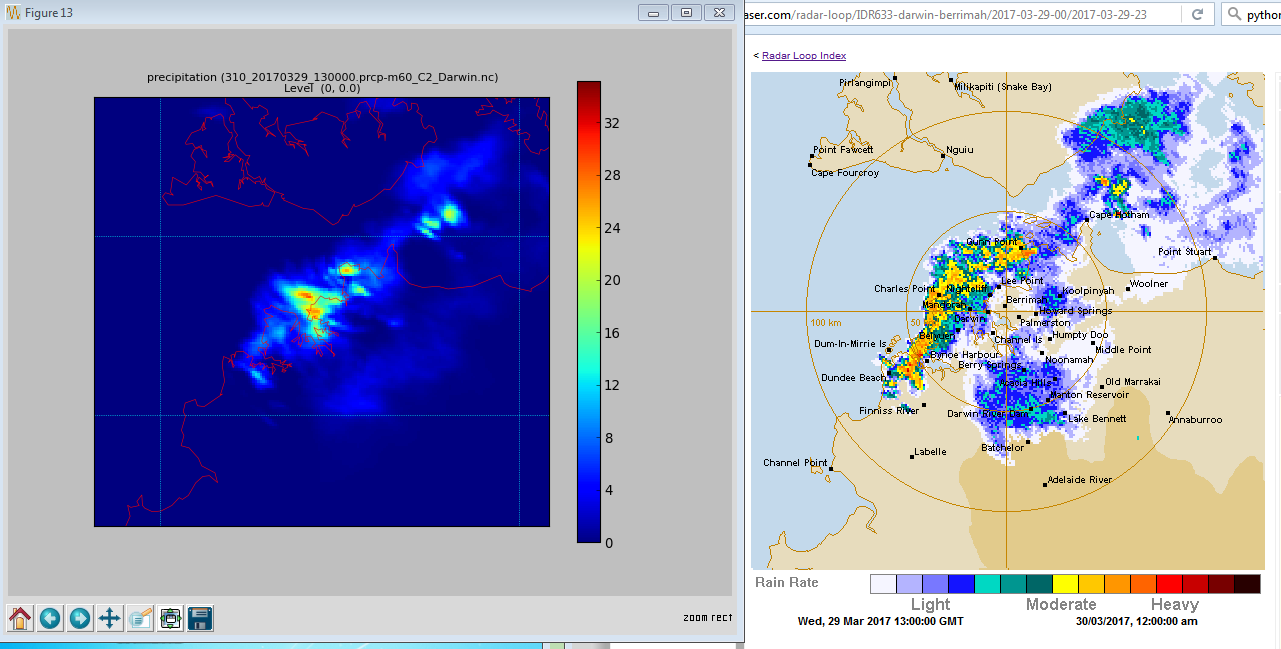 Figure 13
precipitation (310_20170329_130000.prcp-m60_C2_Darwin.nc)
Level (0, 0.0)
32
28
24
20
16
12
8
4
0
zoom rect
aser.com/radar-loop/IDR633-darwin-berrimah/2017-03-29-00/2017-03-29-23
pythor
< Radar Loop Index
Pirlangimpi
Milikapiti (Snake Bay)
Point Fawcett
Nguiu
Cape Fourcroy
Cape Hotham
Gunn Point
Point Stuart
Lee Point
Charles Point
Nightcliff
Koolpinyah
Woolner
Berrimah
Mandorah
Howard Springs
100 km
50
Darwin
Palmerston
Belyuen
Channel Is
Humpty Doo
Dum-In-Mirrie Is
Middle Point
Bynoe Harbour
Noonamah
Berry Springs
Dundee Beach
Acacia Hills
Old Marrakai
Manton Reservoir
Finniss River
Darwin River Dam
Lake Bennett
Annaburroo
Batchelor
Labelle
Channel Point
Adelaide River
Rain Rate
Light
Moderate
Heavy
Wed, 29 Mar 2017 13:00:00 GMT
30/03/2017, 12:00:00 am